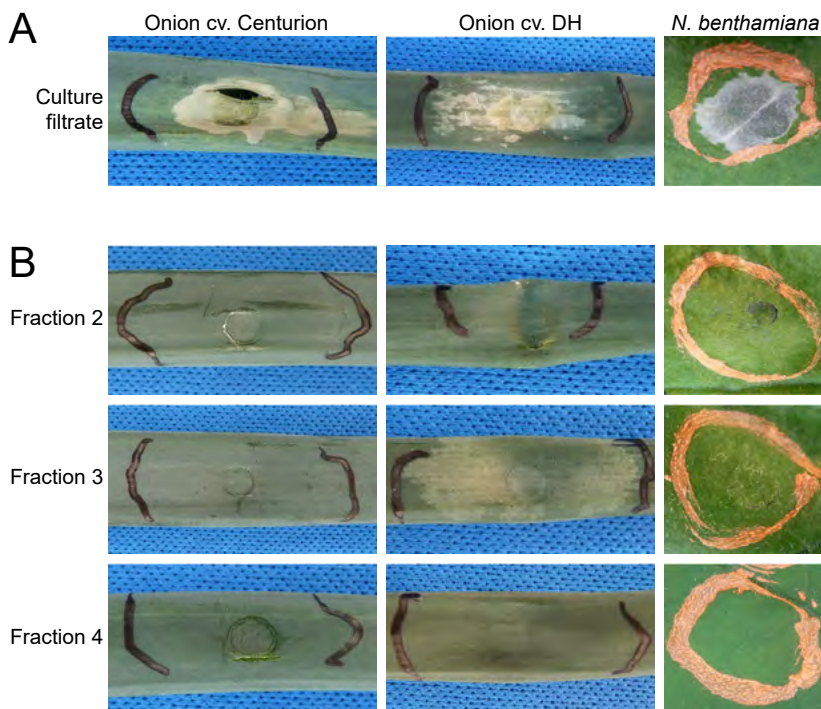 A
Onion cv. Centurion
Onion cv. DH
N. benthamiana
Culture
filtrate
B
Fraction 2
Fraction 3
Fraction 4